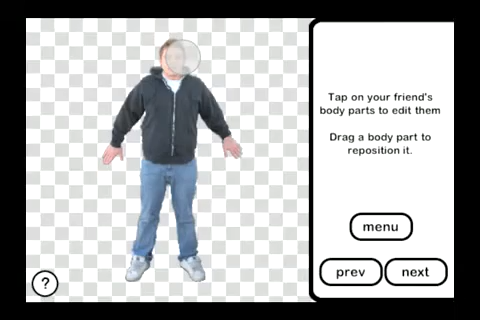 Tap on your friend's
body parts to edit them
Drag a body part to
reposition it.
menu
prev
next
?